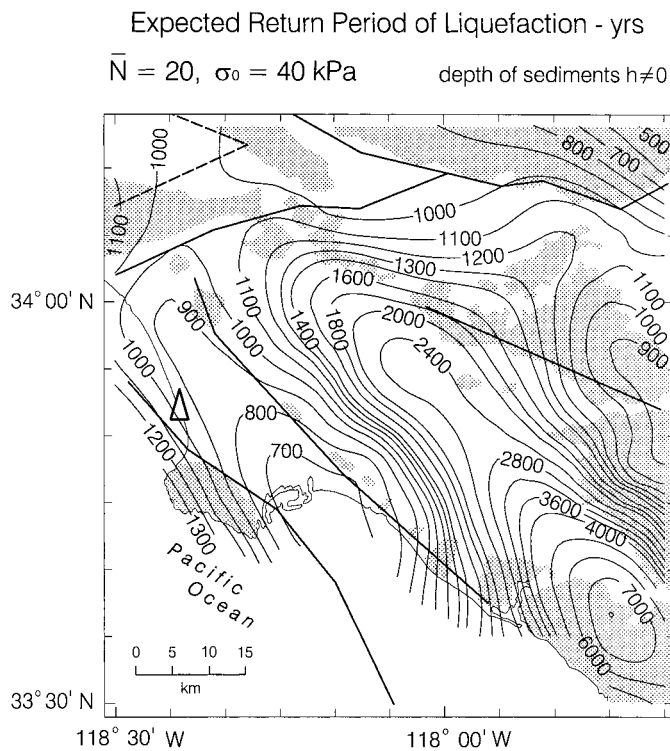 Expected Return Period of Liquefaction - yrs
N̅ = 20, σ₀ = 40 kPa
depth of sediments h≠0
1000
800
700
500
1100
1000
1100
1200
1300
1600
1100
1000
900
34° 00' N
1100
1000
1400
1800
2000
2400
900
1000
1200
1300
800
700
2800
3600
4000
7000
6000
Pacific
Ocean
0 5 10 15
km
33° 30' N
118° 30' W
118° 00' W